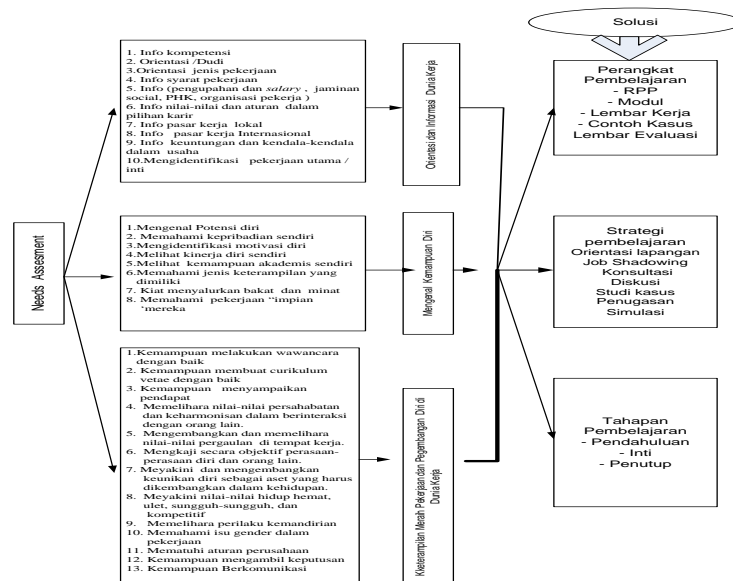 Solusi
1. Info kompetensi
2. Orientasi /Dudi
3.Orientasi jenis pekerjaan
4. Info syarat pekerjaan
5. Info (pengupahan dan salary , jaminan
social, PHK, organisasi pekerja )
6. Info nilai-nilai dan aturan dalam
pilihan karir
7. Info pasar kerja lokal
8. Info pasar kerja Internasional
9. Info keuntungan dan kendala-kendala
dalam usaha
10.Mengidentifikasi pekerjaan utama /
inti
Orientasi dan Informasi Dunia Kerja
Perangkat
Pembelajaran
- RPP
- Modul
- Lembar Kerja
- Contoh Kasus
Lembar Evaluasi
Needs Assesment
1.Mengenal Potensi diri
2. Memahami kepribadian sendiri
3.Mengidentifikasi motivasi diri
4.Melihat kinerja diri sendiri
5.Melihat kemampuan akademis sendiri
6.Memahami jenis keterampilan yang
dimiliki
7. Kiat menyalurkan bakat dan minat
8. Memahami pekerjaan "impian
'mereka
Mengenal Kemampuan Diri
Strategi
pembelajaran
Orientasi lapangan
Job Shadowing
Konsultasi
Diskusi
Studi kasus
Penugasan
Simulasi
1.Kemampuan melakukan wawancara
dengan baik
2. Kemampuan membuat curikulum
vetae dengan baik
3. Kemampuan menyampaikan
pendapat
4. Memelihara nilai-nilai persahabatan
dan keharmonisan dalam berinteraksi
dengan orang lain.
5. Mengembangkan dan memelihara
nilai-nilai pergaulan di tempat kerja.
6. Mengkaji secara objektif perasaan-
perasaan diri dan orang lain.
7. Meyakini dan mengembangkan
keunikan diri sebagai aset yang harus
dikembangkan dalam kehidupan.
8. Meyakini nilai-nilai hidup hemat,
ulet, sungguh-sungguh, dan
kompetitif
9. Memelihara perilaku kemandirian
10. Memahami isu gender dalam
pekerjaan
11. Mematuhi aturan perusahaan
12. Kemampuan mengambil keputusan
13. Kemampuan Berkomunikasi
Kketerampilan Meraih Pekerjaan dan Pegembangan Diri di
Dunia Kerja
Tahapan
Pembelajaran
- Pendahuluan
- Inti
- Penutup